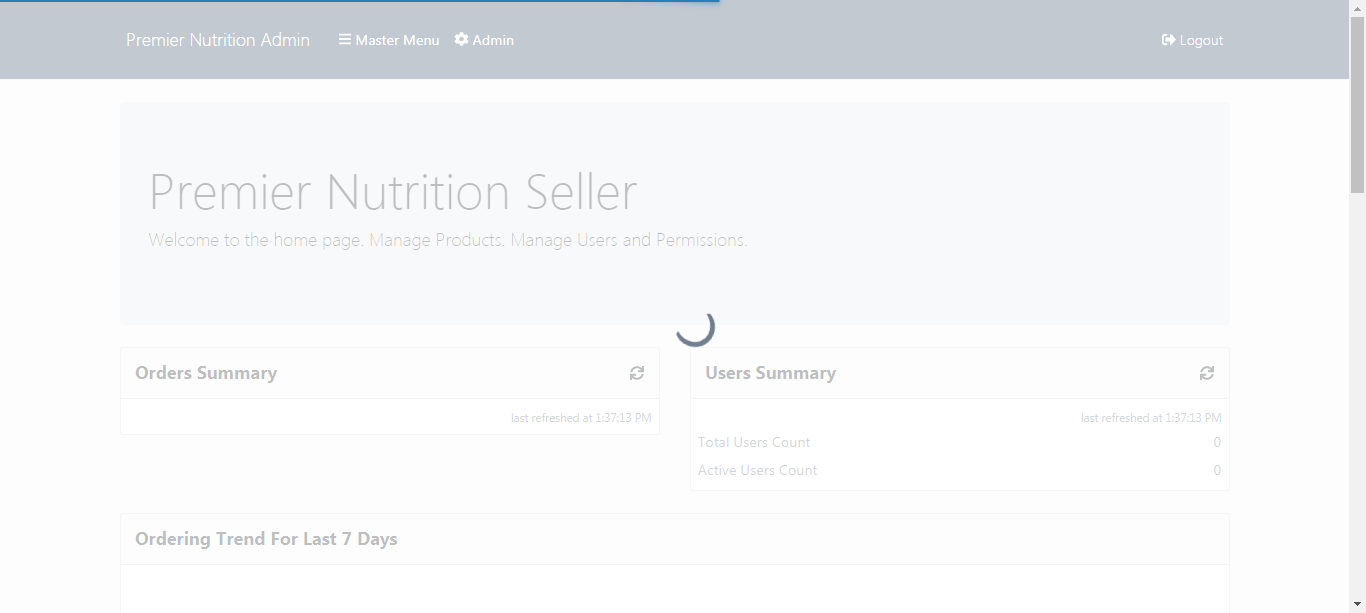 Premier Nutrition Admin Master Menu Admin Logout
Premier Nutrition Seller
Welcome to the home page. Manage Products. Manage Users and Permissions.
Orders Summary
last refreshed at 1:37:13 PM
Users Summary
last refreshed at 1:37:13 PM
Total Users Count 0
Active Users Count 0
Ordering Trend For Last 7 Days